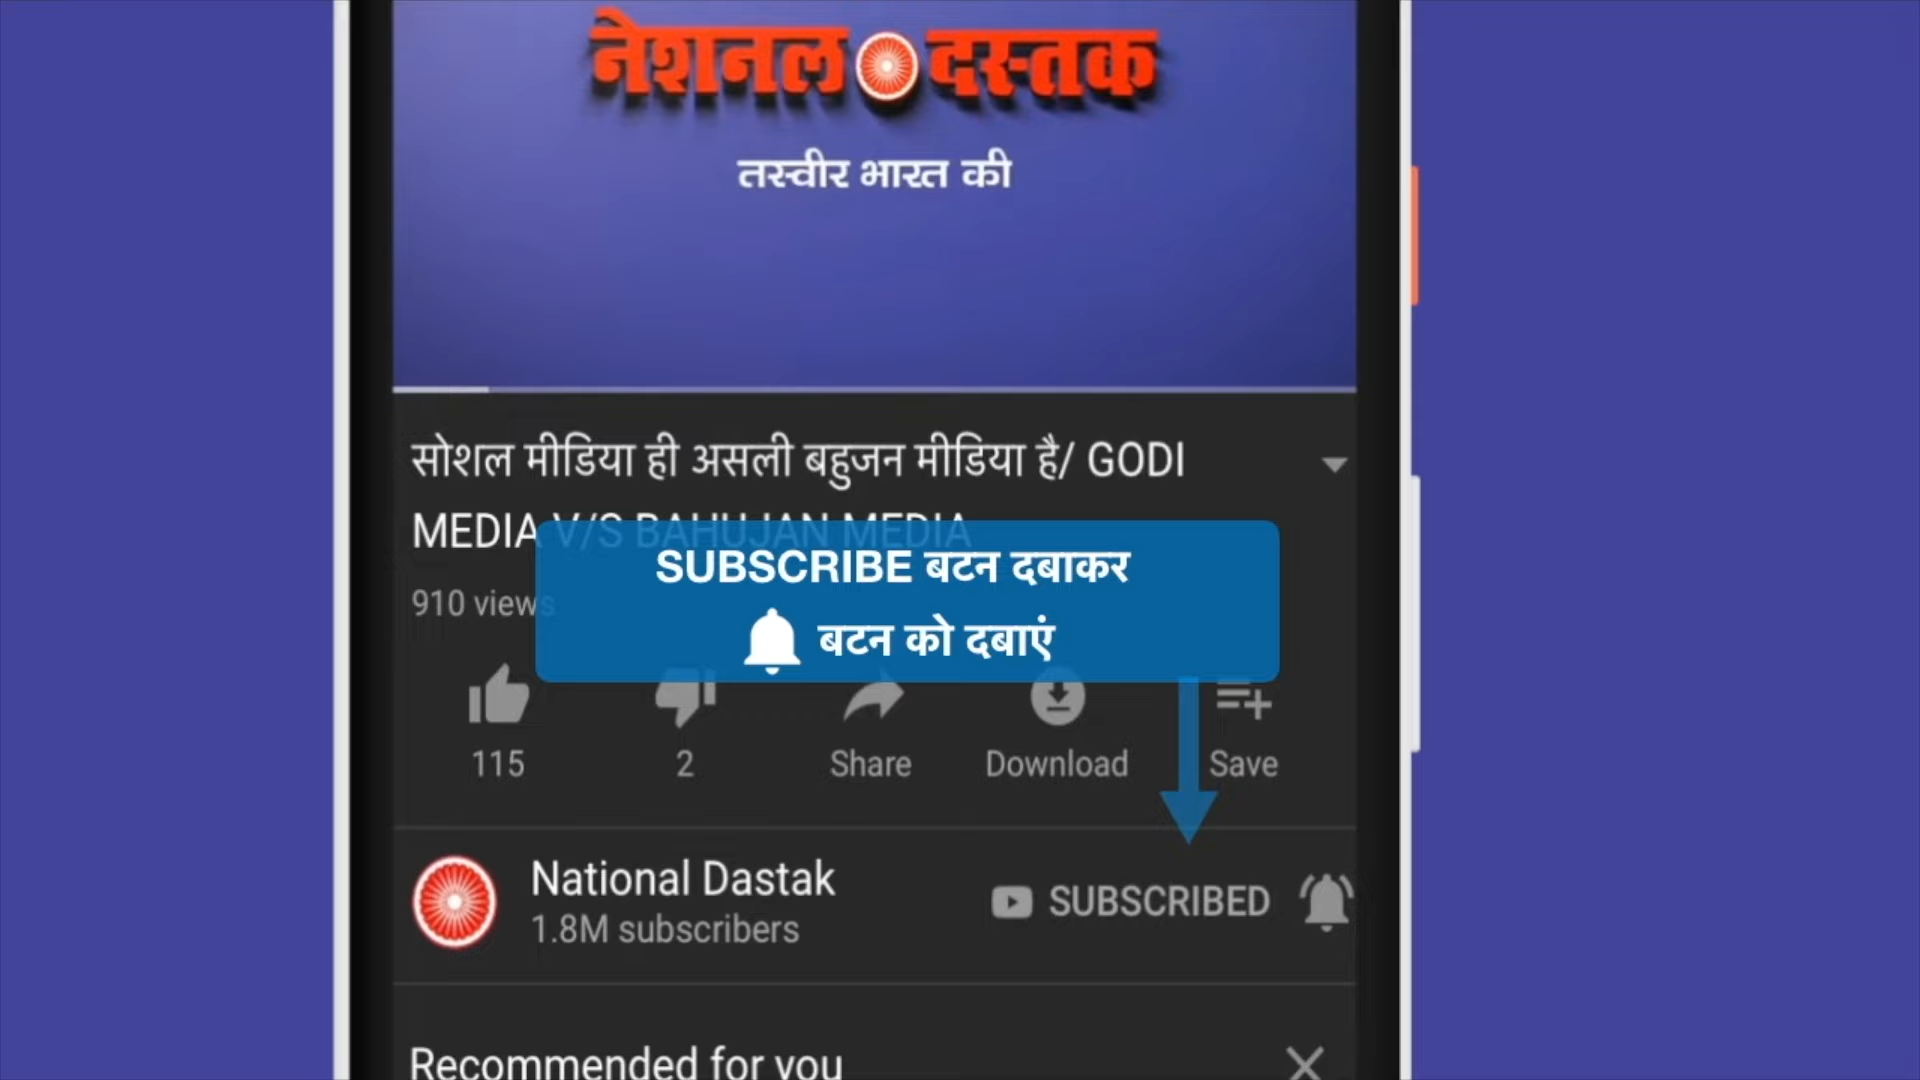 नेशनल दस्तक
तस्वीर भारत की
सोशल मीडिया ही असली बहुजन मीडिया है/ GODI
MEDIA V/S BAHUJAN MEDIA
SUBSCRIBE बटन दबाकर
बटन को दबाएं
910 views
115
2
Share
Download
Save
National Dastak
1.8M subscribers
SUBSCRIBED
Recommended for you